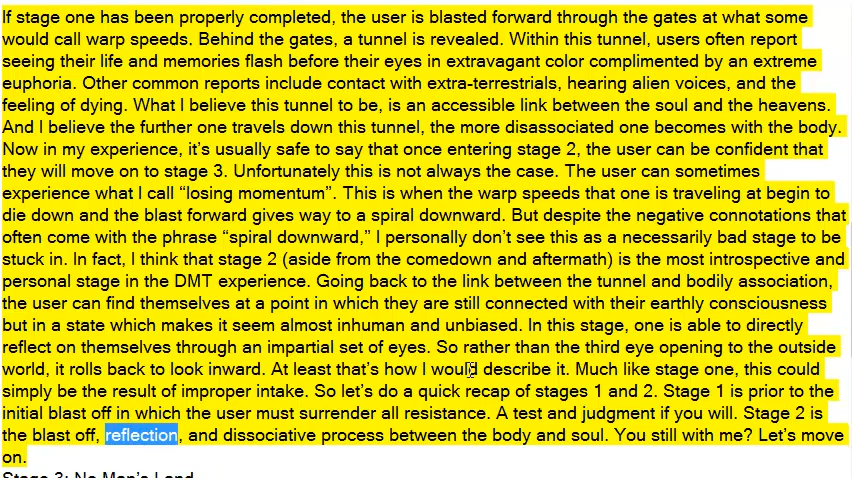 If stage one has been properly completed, the user is blasted forward through the gates at what some
would call warp speeds. Behind the gates, a tunnel is revealed. Within this tunnel, users often report
seeing their life and memories flash before their eyes in extravagant color complimented by an extreme
euphoria. Other common reports include contact with extra-terrestrials, hearing alien voices, and the
feeling of dying. What I believe this tunnel to be, is an accessible link between the soul and the heavens.
And I believe the further one travels down this tunnel, the more disassociated one becomes with the body.
Now in my experience, it’s usually safe to say that once entering stage 2, the user can be confident that
they will move on to stage 3. Unfortunately this is not always the case. The user can sometimes
experience what I call “losing momentum”. This is when the warp speeds that one is traveling at begin to
die down and the blast forward gives way to a spiral downward. But despite the negative connotations that
often come with the phrase “spiral downward,” I personally don’t see this as a necessarily bad stage to be
stuck in. In fact, I think that stage 2 (aside from the comedown and aftermath) is the most introspective and
personal stage in the DMT experience. Going back to the link between the tunnel and bodily association,
the user can find themselves at a point in which they are still connected with their earthly consciousness
but in a state which makes it seem almost inhuman and unbiased. In this stage, one is able to directly
reflect on themselves through an impartial set of eyes. So rather than the third eye opening to the outside
world, it rolls back to look inward. At least that’s how I would describe it. Much like stage one, this could
simply be the result of improper intake. So let’s do a quick recap of stages 1 and 2. Stage 1 is prior to the
initial blast off in which the user must surrender all resistance. A test and judgment if you will. Stage 2 is
the blast off, reflection, and dissociative process between the body and soul. You still with me? Let’s move
on.
Stage 3: No Man’s Land